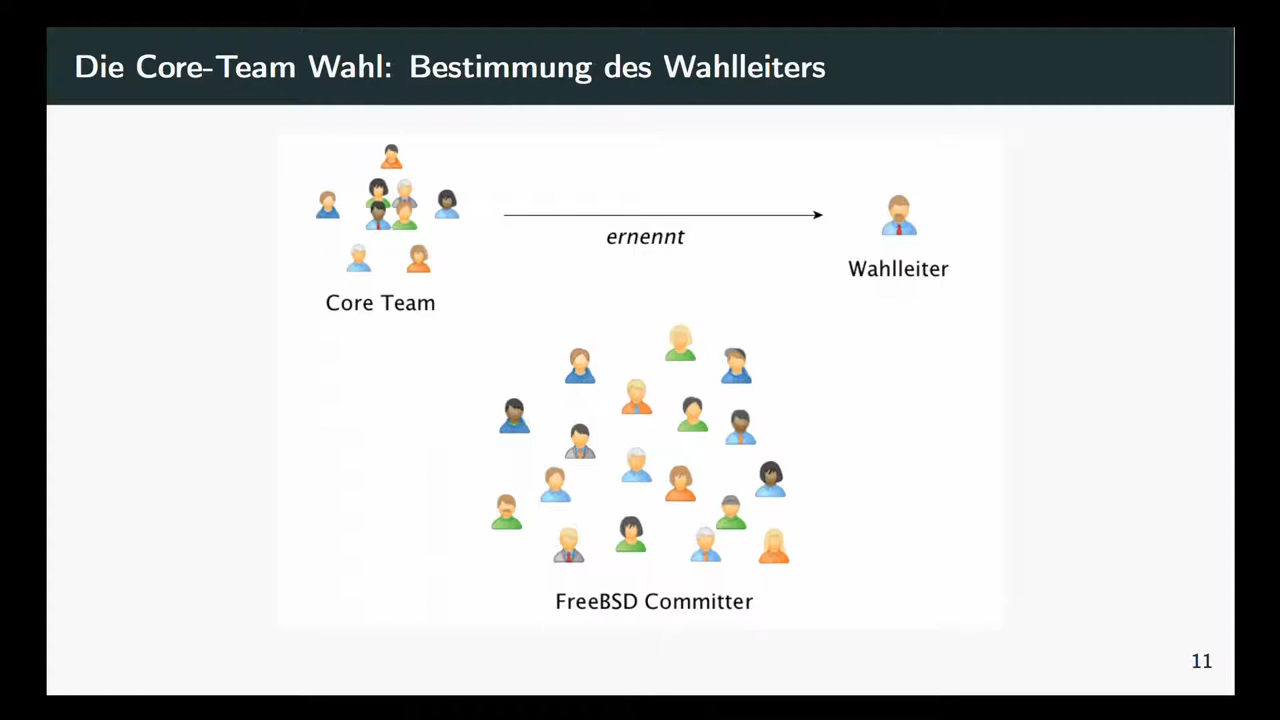 Die Core-Team Wahl: Bestimmung des Wahlleiters
ernennt
Wahlleiter
Core Team
FreeBSD Committer
11